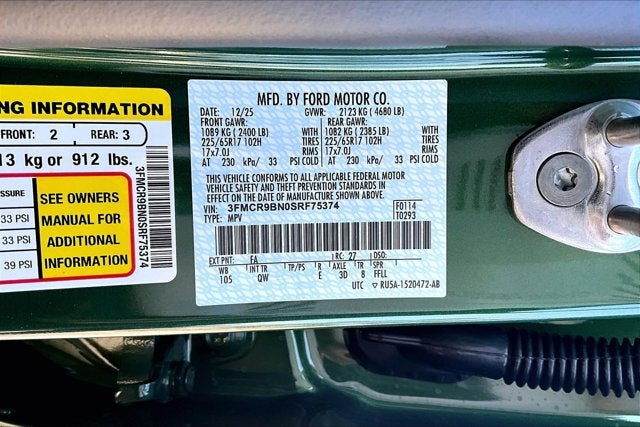 NG INFORMATION
FRONT: 2 REAR: 3
13 kg or 912 lbs.
SSURE
SEE OWNERS
33 PSI
MANUAL FOR
33 PSI
ADDITIONAL
39 PSI
INFORMATION
3FMCR9BN0SRF75374
MFD. BY FORD MOTOR CO.
DATE: 12/25 GVWR: 2123 KG ( 4680 LB)
FRONT GAWR: REAR GAWR:
1089 KG ( 2400 LB) WITH 1082 KG ( 2385 LB) WITH
225/65R17 102H TIRES 225/65R17 102H TIRES
17x7.0J RIMS 17x7.0J RIMS
AT 230 kPa/ 33 PSI COLD AT 230 kPa/ 33 PSI COLD
THIS VEHICLE CONFORMS TO ALL APPLICABLE FEDERAL MOTOR
VEHICLE SAFETY AND THEFT PREVENTION STANDARDS IN
EFFECT ON THE DATE OF MANUFACTURE SHOWN ABOVE.
VIN: 3FMCR9BN0SRF75374 F0114
TYPE: MPV T0293
EXT PNT: FA RC: 27 DSO:
WB INT TR TP/PS R AXLE TR SPR
105 QW E 3D 8 FFLL
UTC ▽ RU5A-1520472-AB